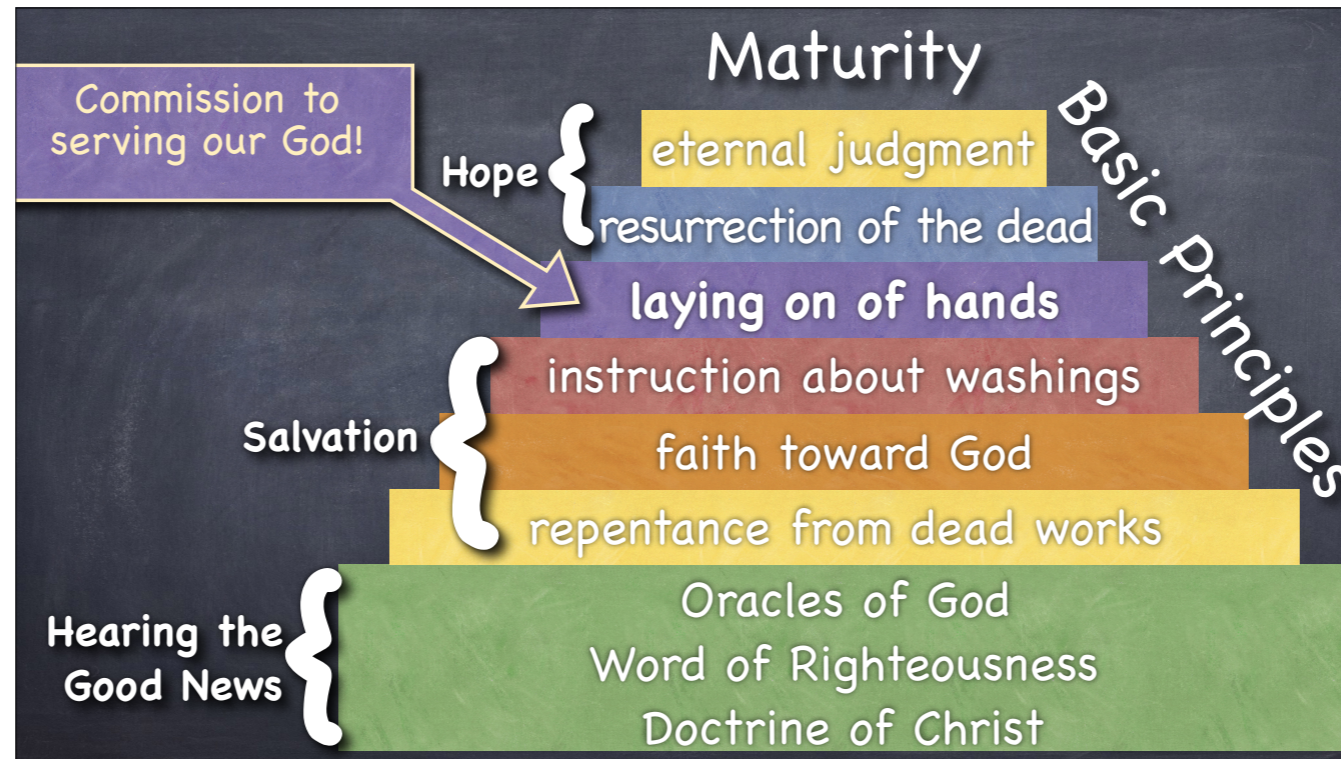 Maturity
Basic Principles
Commission to
serving our God!
Hope
eternal judgment
resurrection of the dead
laying on of hands
instruction about washings
Salvation
faith toward God
repentance from dead works
Hearing the
Good News
Oracles of God
Word of Righteousness
Doctrine of Christ